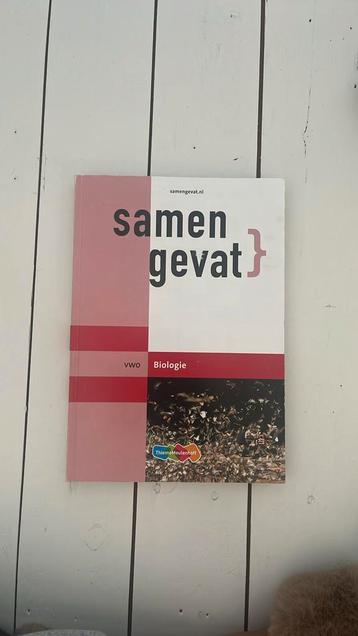 samengevat.nl
samen
gevat}
vwo Biologie
ThiemeMeulenhoff